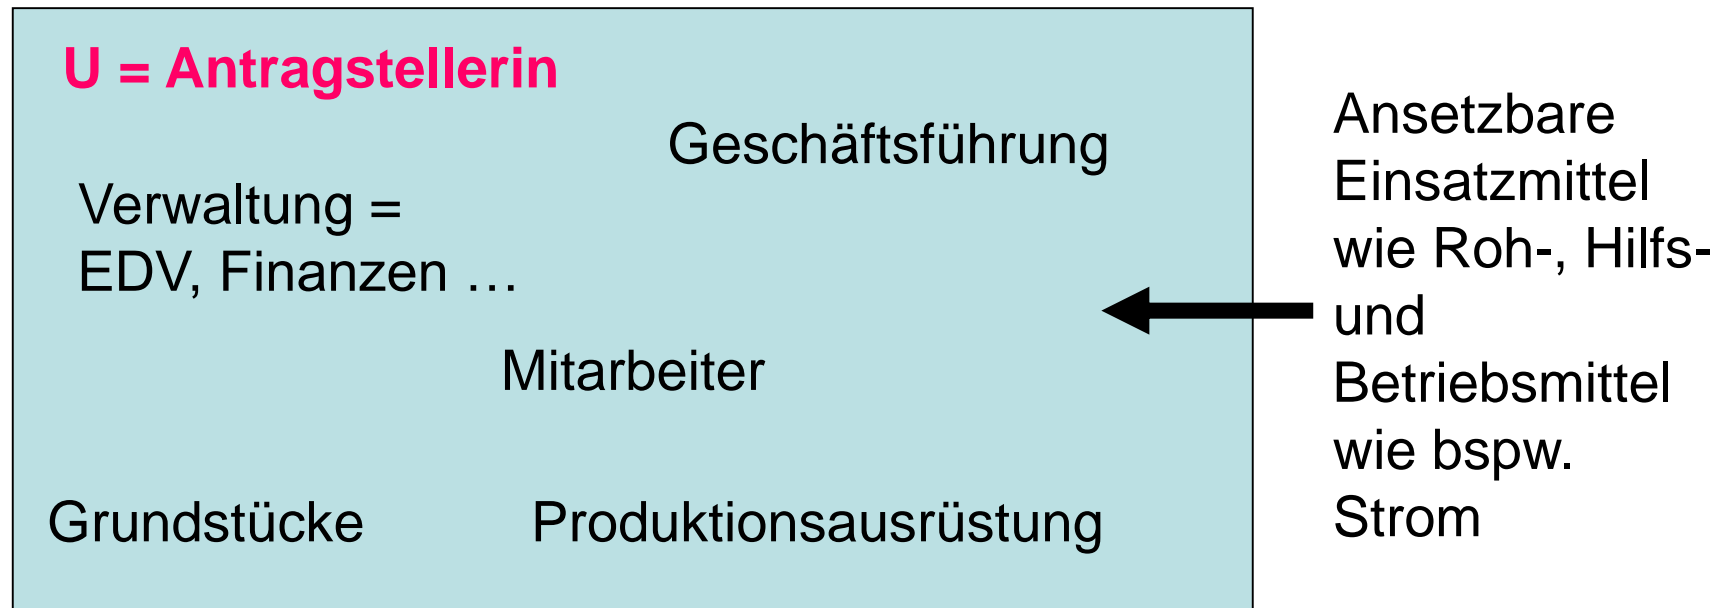 U = Antragstellerin
Geschäftsführung
Verwaltung =
EDV, Finanzen …
Mitarbeiter
Grundstücke
Produktionsausrüstung
Ansetzbare
Einsatzmittel
wie Roh-, Hilfs-
und
Betriebsmittel
wie bspw.
Strom